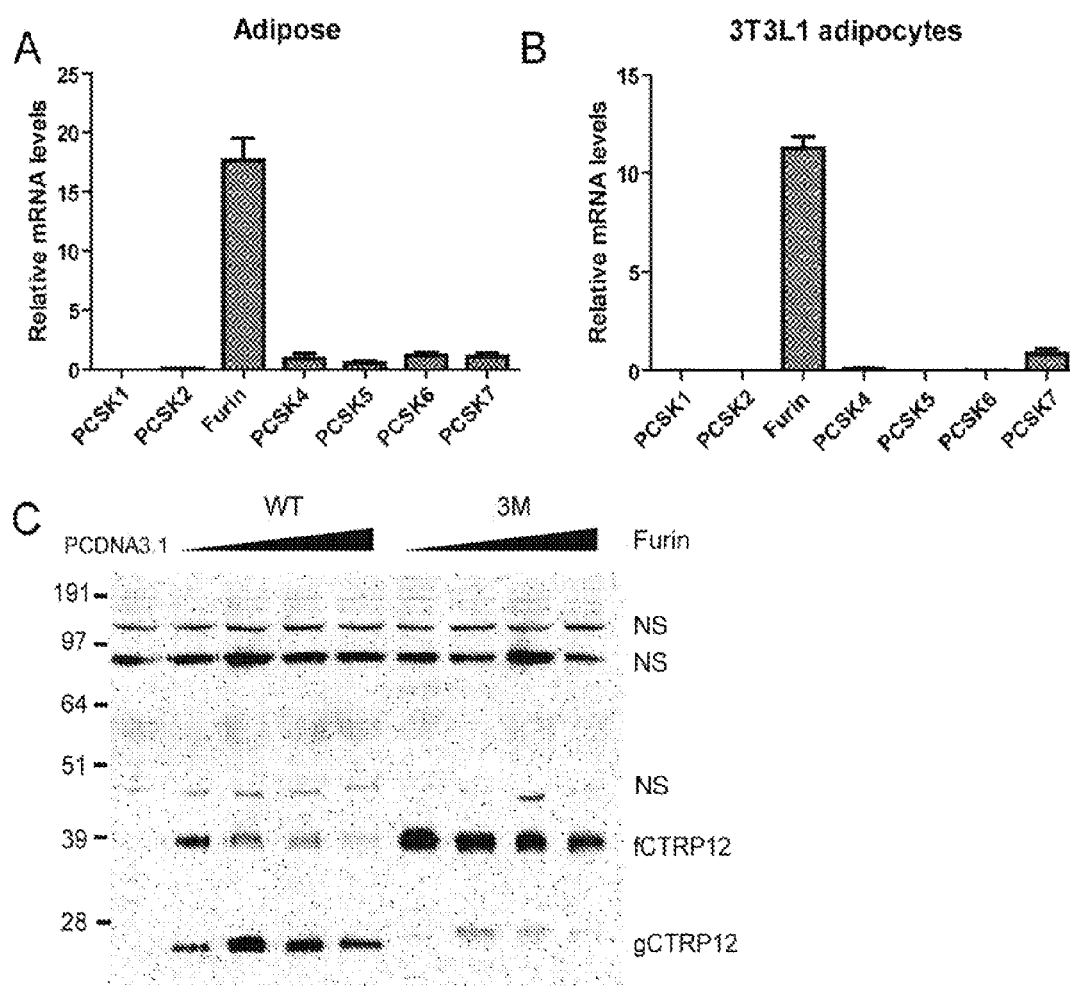 A
Adipose
Relative mRNA levels
25
20
15
10
5
0
PCSK1
PCSK2
Furin
PCSK4
PCSK5
PCSK6
PCSK7
B
3T3L1 adipocytes
Relative mRNA levels
15
10
5
0
PCSK1
PCSK2
Furin
PCSK4
PCSK5
PCSK6
PCSK7
C
WT
3M
PCDNA3.1
Furin
191
NS
97
NS
64
51
NS
39
fCTRP12
28
gCTRP12